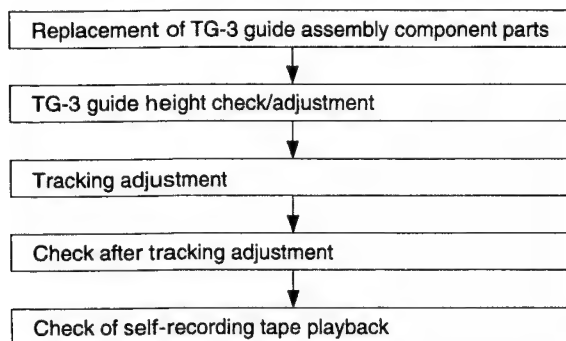 Replacement of TG-3 guide assembly component parts
TG-3 guide height check/adjustment
Tracking adjustment
Check after tracking adjustment
Check of self-recording tape playback